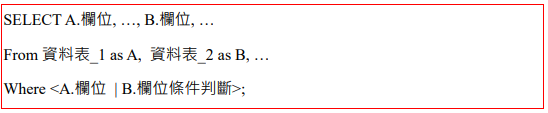 SELECT A.欄位, …, B.欄位, …
From 資料表_1 as A, 資料表_2 as B, …
Where <A.欄位 | B.欄位條件判斷>;